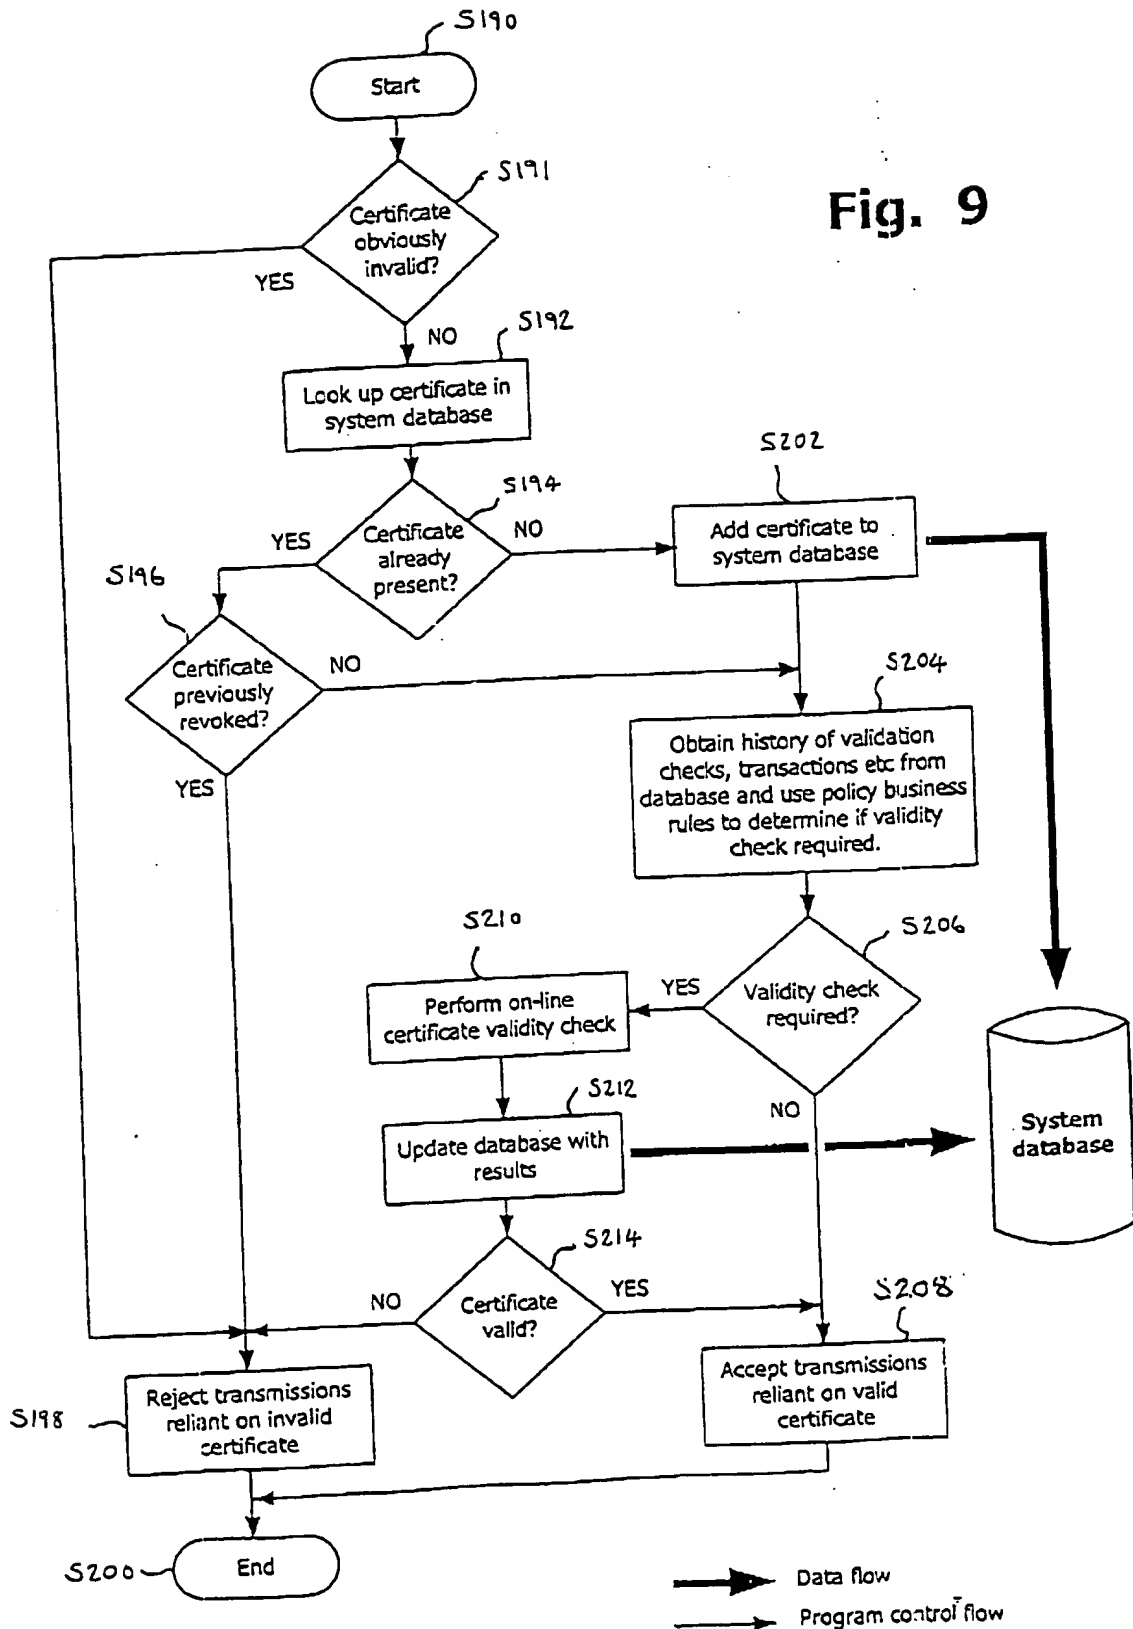 S190
Start
S191
Fig. 9
Certificate
obviously
invalid?
YES
NO
S192
Look up certificate in
system database
S202
S194
Certificate
already
present?
YES
NO
Add certificate to
system database
S196
Certificate
previously
revoked?
NO
YES
S204
Obtain history of validation
checks, transactions etc from
database and use policy business
rules to determine if validity
check required.
S210
S206
Perform on-line
certificate validity check
YES
Validity check
required?
NO
S212
Update database with
results
System
database
S214
NO
Certificate
valid?
YES
S208
S198
Reject transmissions
reliant on invalid
certificate
Accept transmissions
reliant on valid
certificate
S200
End
Data flow
Program control flow